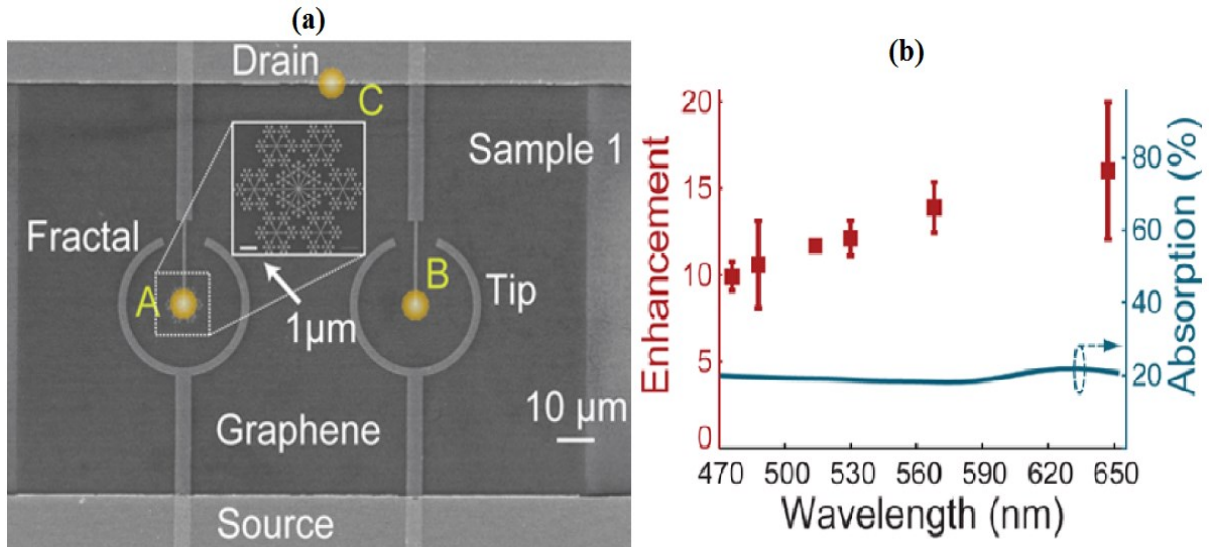 (a)
Drain
C
Sample 1
Fractal
A
B
Tip
1µm
10 µm
Graphene
Source
(b)
Enhancement
20
15
10
5
0
80
60
40
20
Absorption (%)
470 500 530 560 590 620 650
Wavelength (nm)